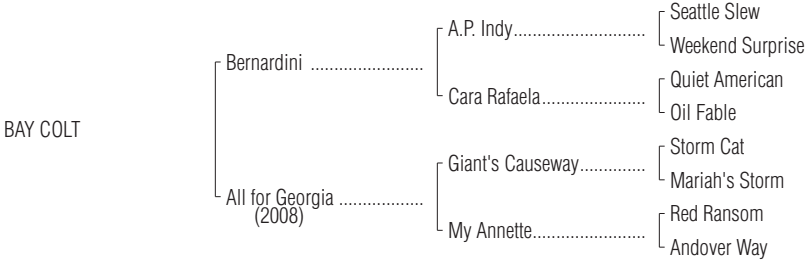 Seattle Slew
A.P. Indy..............................
Weekend Surprise
Bernardini .........................
Quiet American
Cara Rafaela........................
Oil Fable
BAY COLT
Storm Cat
Giant's Causeway...............
Mariah's Storm
All for Georgia ...................
(2008)
Red Ransom
My Annette..........................
Andover Way